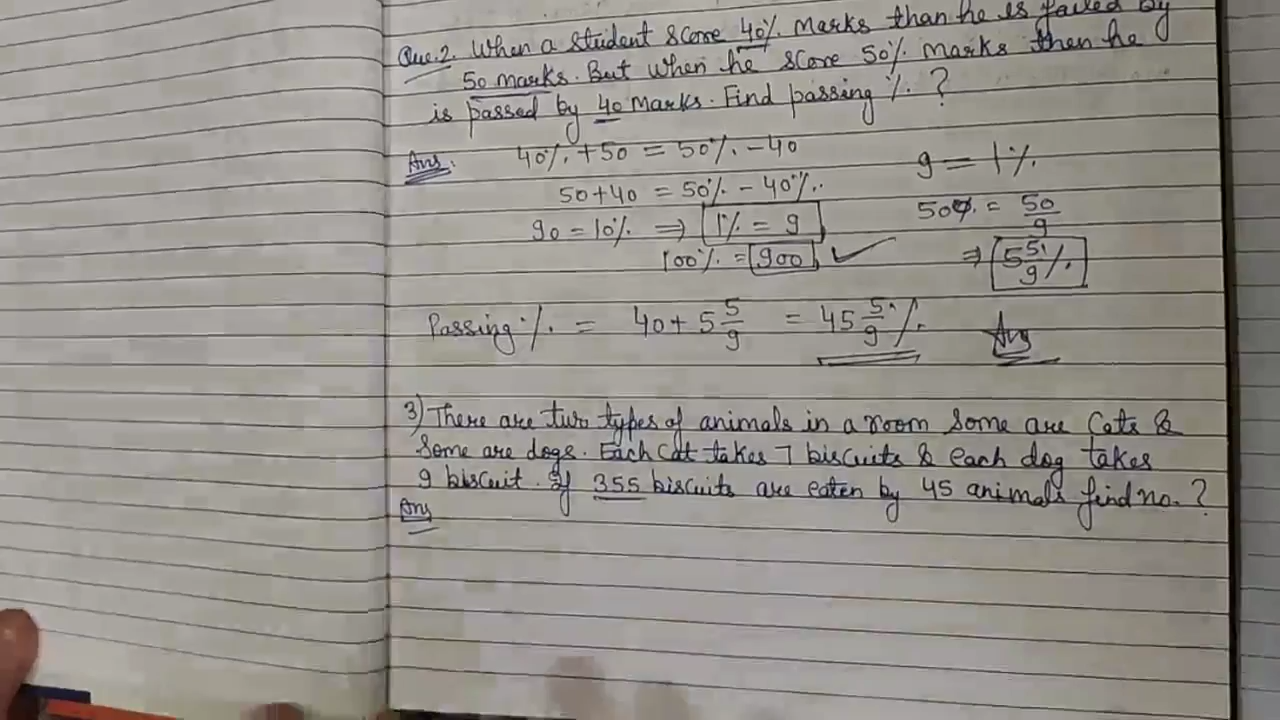 Que.2. When a student score 40% marks than he is failed by
50 marks. But when he score 50% marks then he
is passed by 40 marks. Find passing %. ?
Ans. 40% + 50 = 50% - 40
50 + 40 = 50% - 40%
90 = 10% ⇒ 1% = 9
100% = 900 ✓
9 = 1%
50 = 50/9
⇒ 5 5/9 %
Passing % = 40 + 5 5/9 = 45 5/9 % Ans
3) There are two types of animals in a room some are Cats &
Some are dogs. Each Cat takes 7 biscuits & each dog takes
9 biscuit. If 355 biscuits are eaten by 45 animals find no. ?
Ans